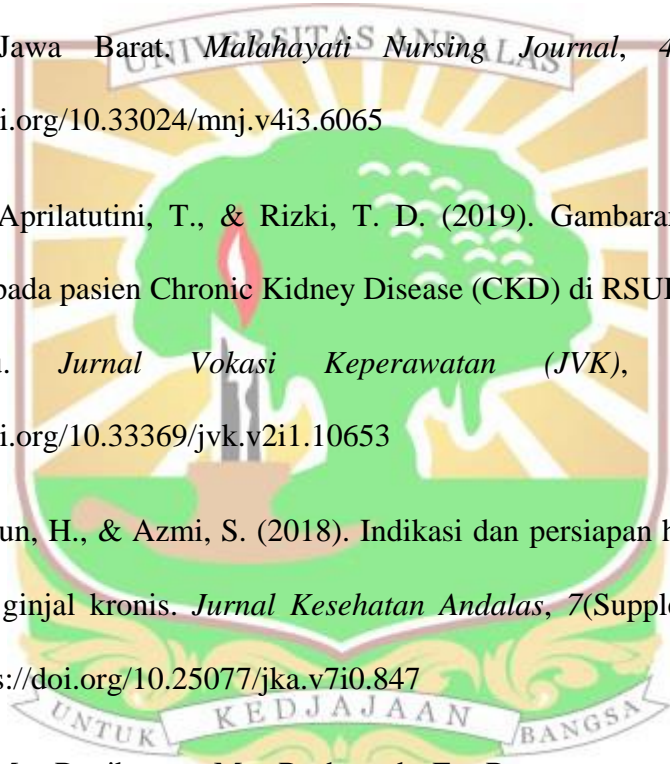 UNIVERSITAS ANDALAS
Jawa Barat. Malahayati Nursing Journal, 4
i.org/10.33024/mnj.v4i3.6065
Aprilatutini, T., & Rizki, T. D. (2019). Gambaran
pada pasien Chronic Kidney Disease (CKD) di RSUD
u. Jurnal Vokasi Keperawatan (JVK),
i.org/10.33369/jvk.v2i1.10653
un, H., & Azmi, S. (2018). Indikasi dan persiapan h
ginjal kronis. Jurnal Kesehatan Andalas, 7(Supple
s://doi.org/10.25077/jka.v7i0.847
UNTUK KEDJAJAAN BANGSA